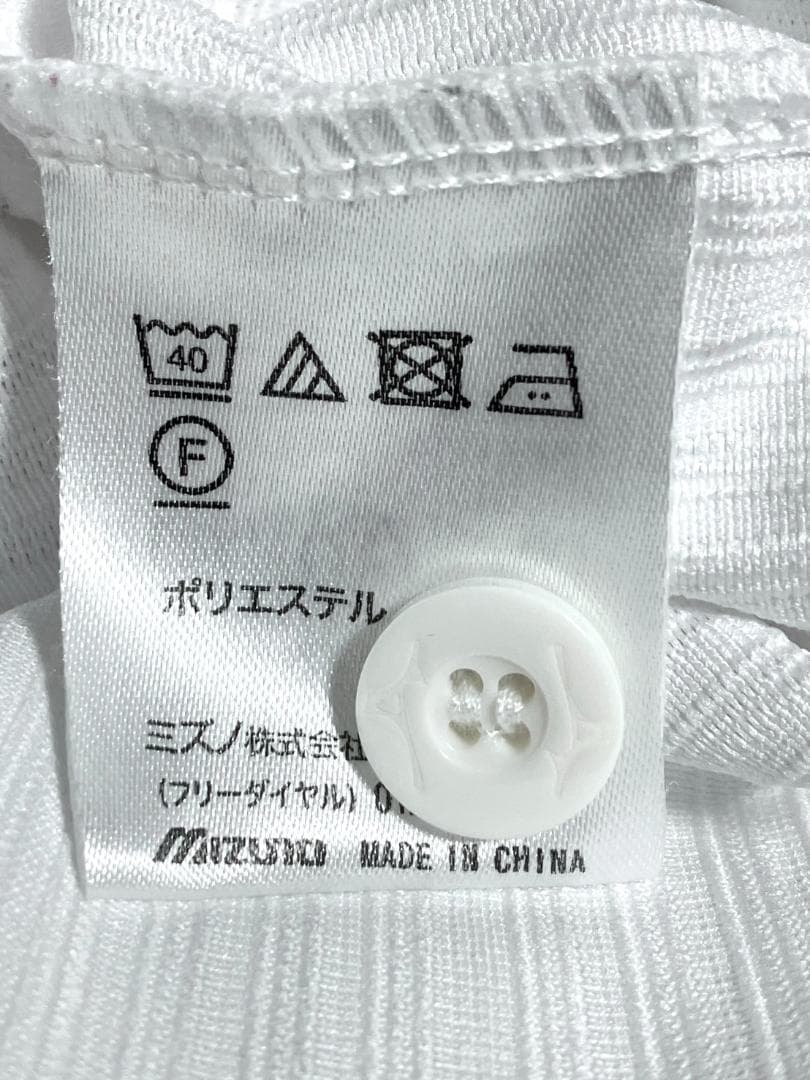 40
F
ポリエステル
ミズノ株式会
(フリーダイヤル) 01
mizuno MADE IN CHINA